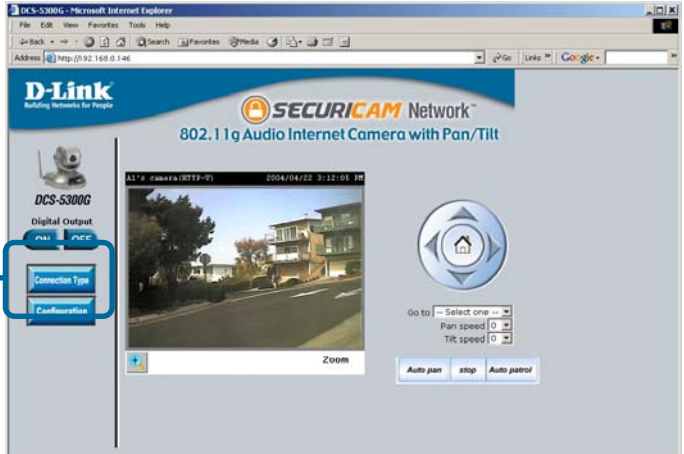 DCS-5300G - Microsoft Internet Explorer
File Edit View Favorites Tools Help
Back Search Favorites Media
Address http://192.168.0.146 Go Links » Google
D-Link
Building Networks for People
SECURICAM Network™
802.11g Audio Internet Camera with Pan/Tilt
DCS-5300G
Digital Output
ON OFF
Connection Type
Configuration
Al's camera(HTTP-V) 2004/04/22 3:12:05 PM
Zoom
Go to -- Select one --
Pan speed 0
Tilt speed 0
Auto pan stop Auto patrol